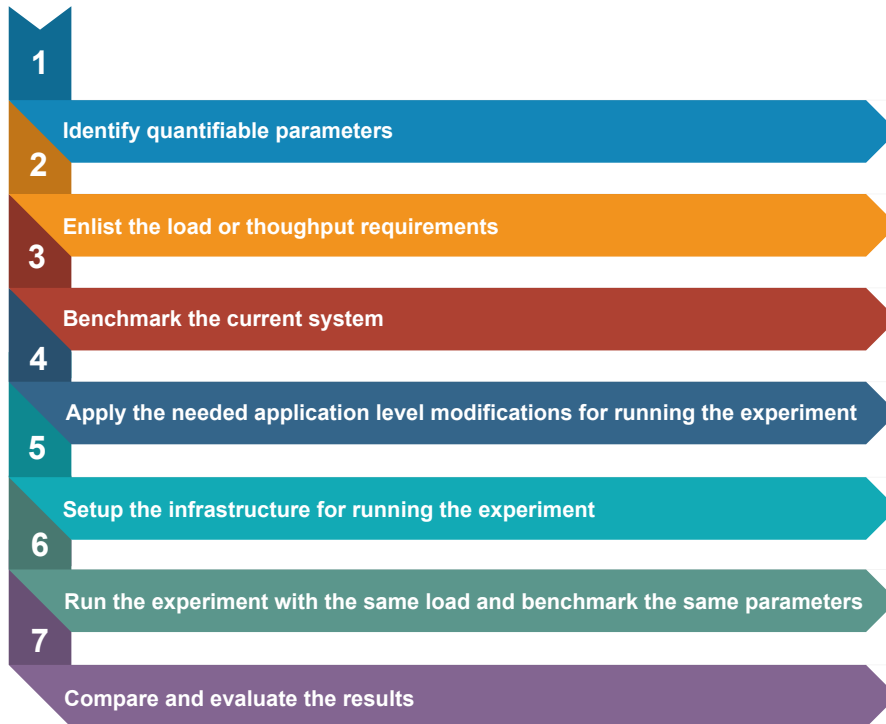 1
Identify quantifiable parameters
2
Enlist the load or thoughput requirements
3
Benchmark the current system
4
Apply the needed application level modifications for running the experiment
5
Setup the infrastructure for running the experiment
6
Run the experiment with the same load and benchmark the same parameters
7
Compare and evaluate the results